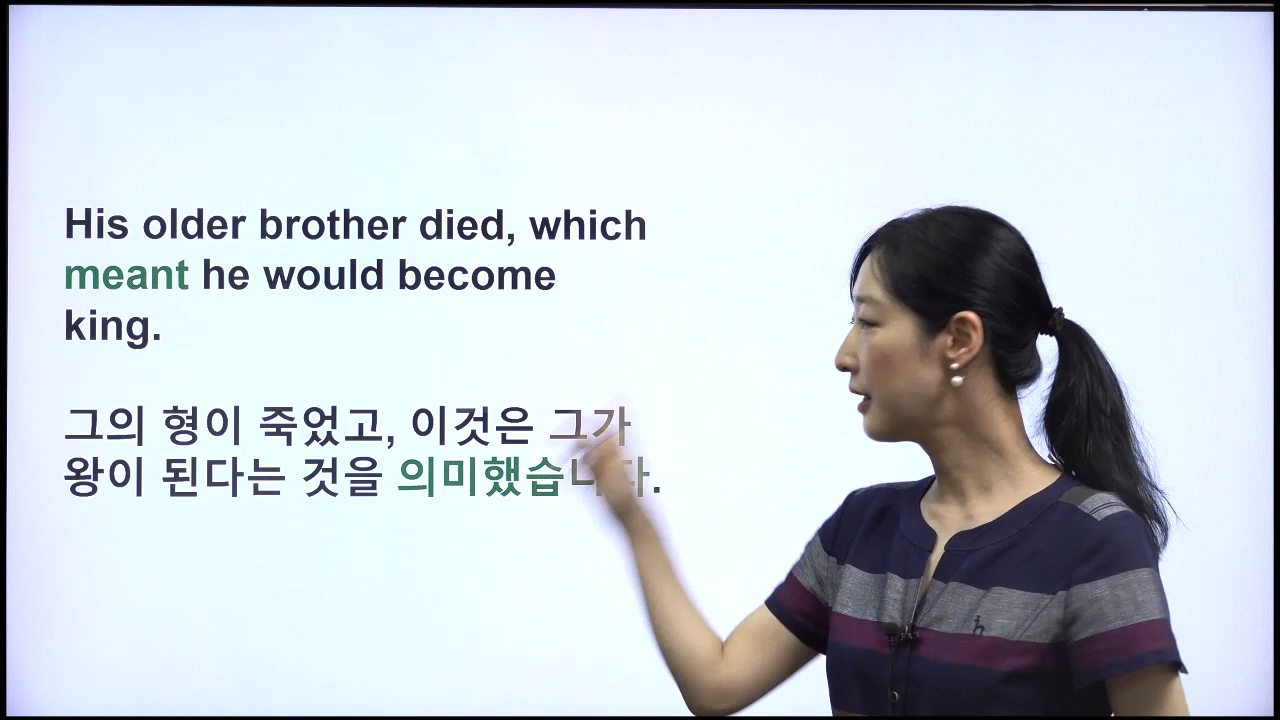 His older brother died, which
meant he would become
king.
그의 형이 죽었고, 이것은 그가
왕이 된다는 것을 의미했습니다.